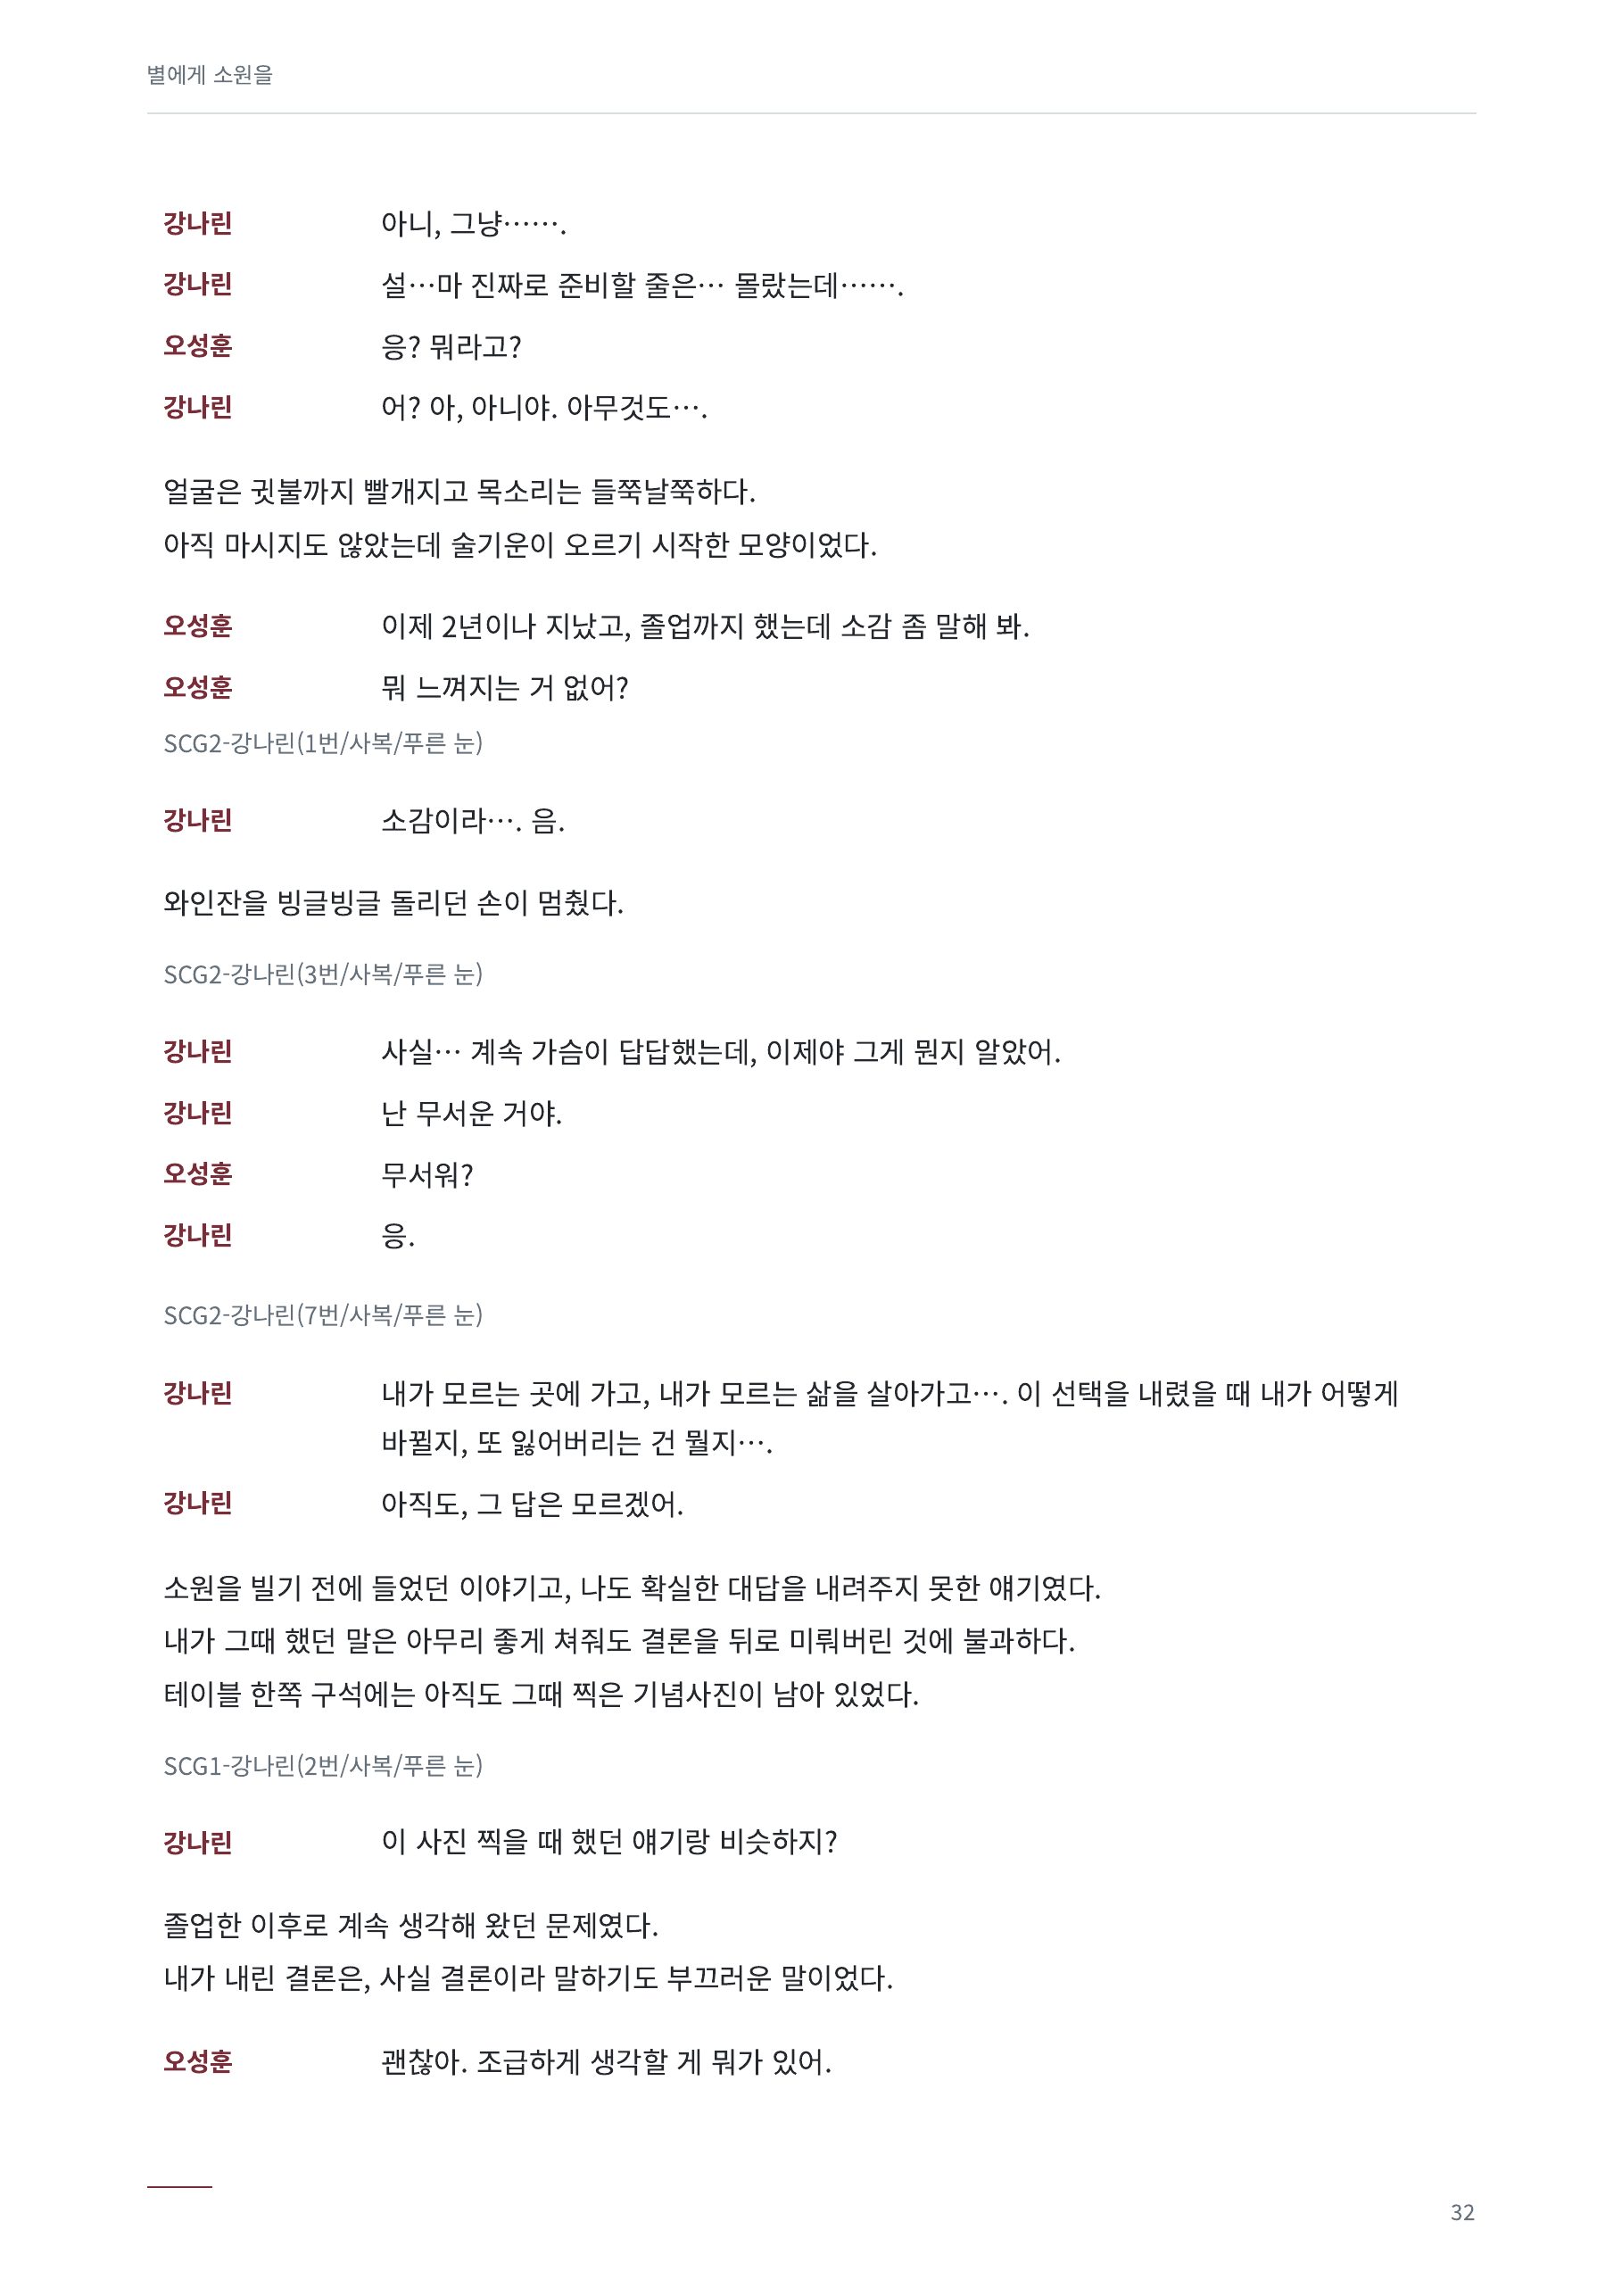 별에게 소원을
강나린 아니, 그냥…….
강나린 설…마 진짜로 준비할 줄은… 몰랐는데…….
오성훈 응? 뭐라고?
강나린 어? 아, 아니야. 아무것도….
얼굴은 귓불까지 빨개지고 목소리는 들쭉날쭉하다.
아직 마시지도 않았는데 술기운이 오르기 시작한 모양이었다.
오성훈 이제 2년이나 지났고, 졸업까지 했는데 소감 좀 말해 봐.
오성훈 뭐 느껴지는 거 없어?
SCG2-강나린(1번/사복/푸른 눈)
강나린 소감이라…. 음.
와인잔을 빙글빙글 돌리던 손이 멈췄다.
SCG2-강나린(3번/사복/푸른 눈)
강나린 사실… 계속 가슴이 답답했는데, 이제야 그게 뭔지 알았어.
강나린 난 무서운 거야.
오성훈 무서워?
강나린 응.
SCG2-강나린(7번/사복/푸른 눈)
강나린 내가 모르는 곳에 가고, 내가 모르는 삶을 살아가고…. 이 선택을 내렸을 때 내가 어떻게
바뀔지, 또 잃어버리는 건 뭘지….
강나린 아직도, 그 답은 모르겠어.
소원을 빌기 전에 들었던 이야기고, 나도 확실한 대답을 내려주지 못한 얘기였다.
내가 그때 했던 말은 아무리 좋게 쳐줘도 결론을 뒤로 미뤄버린 것에 불과하다.
테이블 한쪽 구석에는 아직도 그때 찍은 기념사진이 남아 있었다.
SCG1-강나린(2번/사복/푸른 눈)
강나린 이 사진 찍을 때 했던 얘기랑 비슷하지?
졸업한 이후로 계속 생각해 왔던 문제였다.
내가 내린 결론은, 사실 결론이라 말하기도 부끄러운 말이었다.
오성훈 괜찮아. 조급하게 생각할 게 뭐가 있어.
32